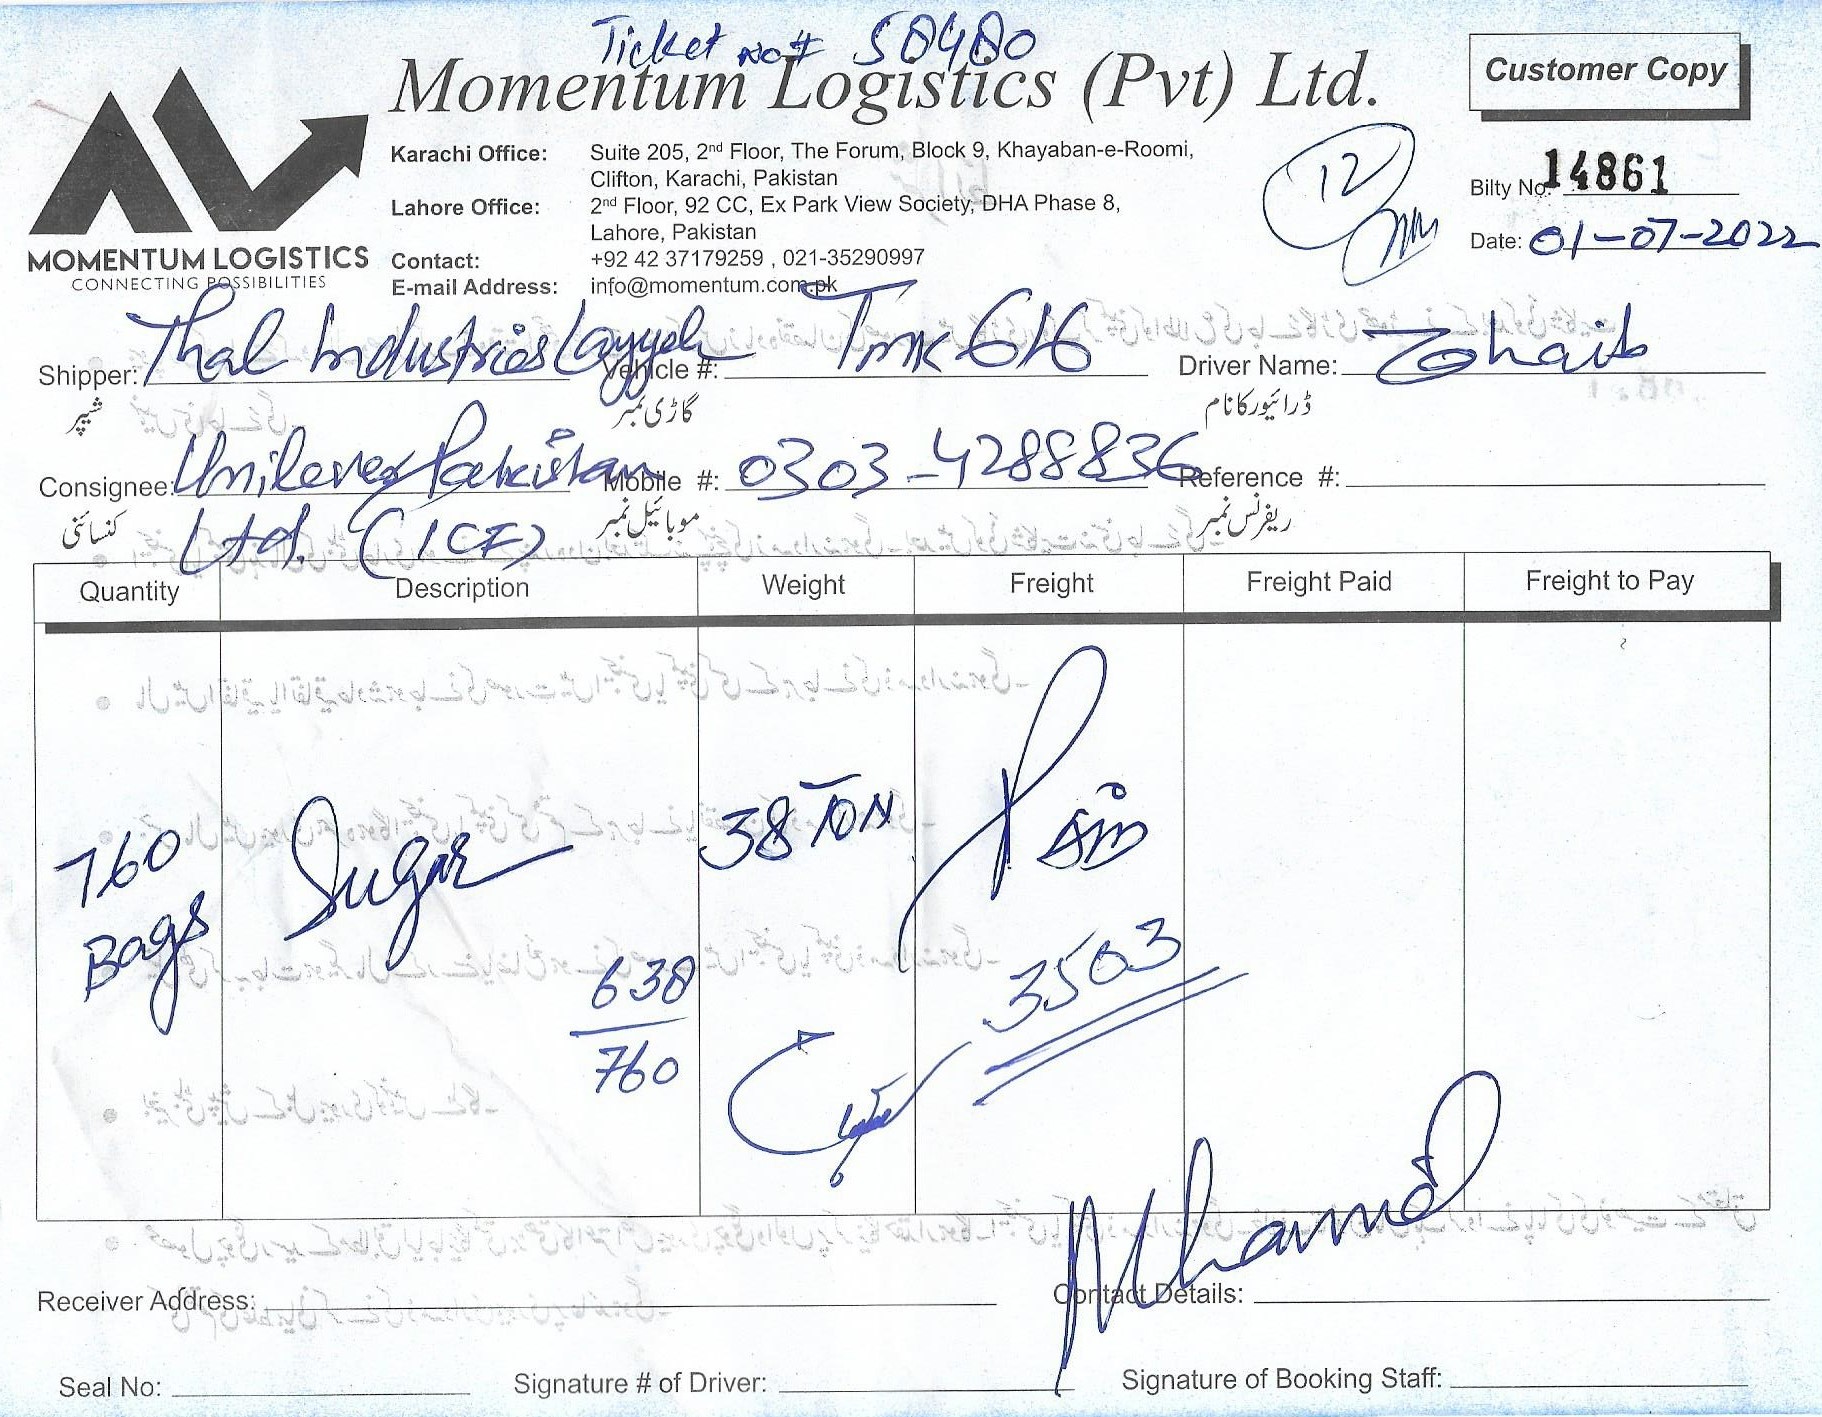 Ticket No# 58480
Momentum Logistics (Pvt) Ltd.
Customer Copy
MOMENTUM LOGISTICS
CONNECTING POSSIBILITIES
Karachi Office: Suite 205, 2nd Floor, The Forum, Block 9, Khayaban-e-Roomi,
Clifton, Karachi, Pakistan
Lahore Office: 2nd Floor, 92 CC, Ex Park View Society, DHA Phase 8,
Lahore, Pakistan
Contact: +92 42 37179259 , 021-35290997
E-mail Address: info@momentum.com.pk
12
Bilty No. 14861
Date: 01-07-2022
Shipper: Thal Industries Layyah Vehicle #: TMK 616 Driver Name: Zohaib
شیپر گاڑی نمبر ڈرائیور کا نام
Consignee: Unilever Pakistan Mobile #: 0303-4288836 Reference #:
Ltd. (ICF)
کنسائنی موبائیل نمبر ریفرنس نمبر
Quantity Description Weight Freight Freight Paid Freight to Pay
760 Bags Sugar 38 TON
638
760
3503
Receiver Address: Contact Details:
Seal No: Signature # of Driver: Signature of Booking Staff: